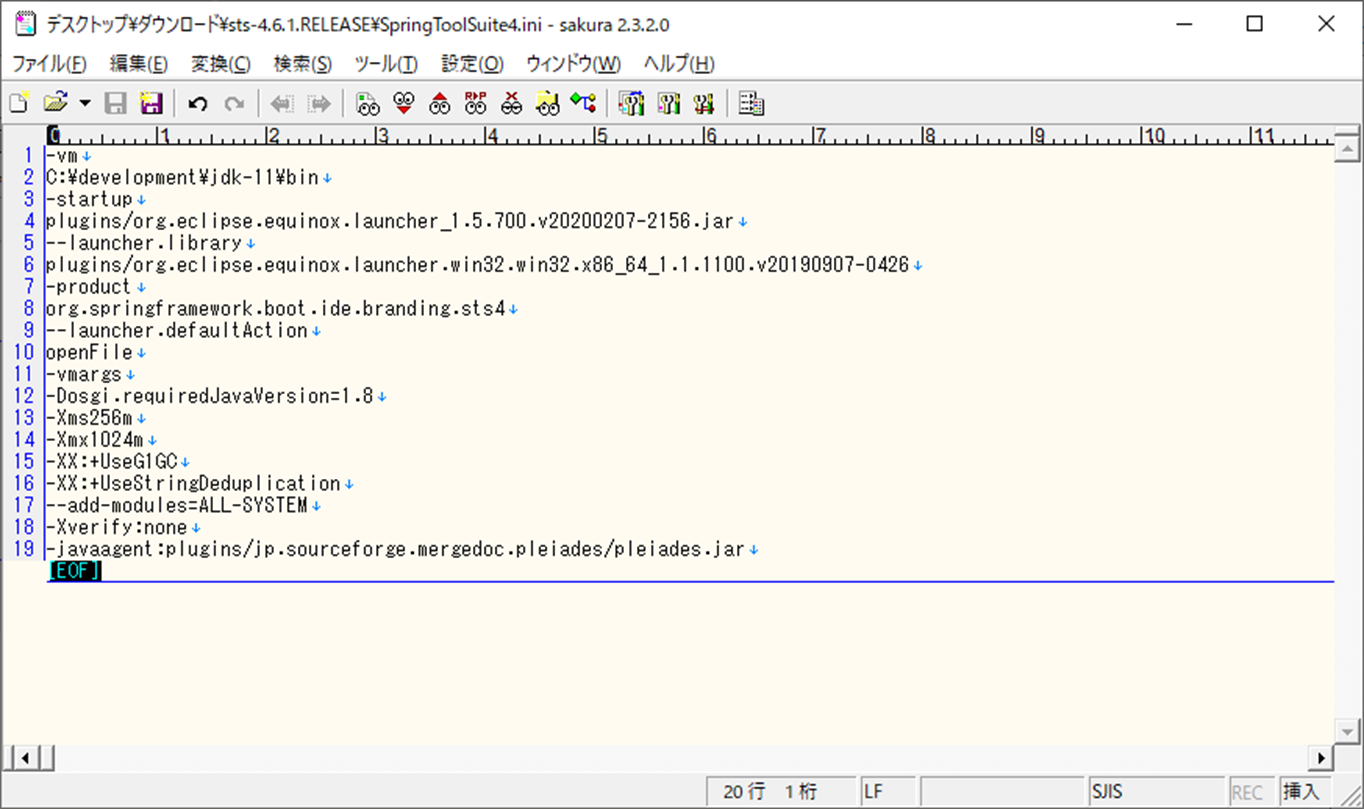 デスクトップ¥ダウンロード¥sts-4.6.1.RELEASE¥SpringToolSuite4.ini - sakura 2.3.2.0
ファイル(F) 編集(E) 変換(C) 検索(S) ツール(T) 設定(O) ウィンドウ(W) ヘルプ(H)
0 1 2 3 4 5 6 7 8 9 10 11
1 -vm↓
2 C:¥development¥jdk-11¥bin↓
3 -startup↓
4 plugins/org.eclipse.equinox.launcher_1.5.700.v20200207-2156.jar↓
5 --launcher.library↓
6 plugins/org.eclipse.equinox.launcher.win32.win32.x86_64_1.1.1100.v20190907-0426↓
7 -product↓
8 org.springframework.boot.ide.branding.sts4↓
9 --launcher.defaultAction↓
10 openFile↓
11 -vmargs↓
12 -Dosgi.requiredJavaVersion=1.8↓
13 -Xms256m↓
14 -Xmx1024m↓
15 -XX:+UseG1GC↓
16 -XX:+UseStringDeduplication↓
17 --add-modules=ALL-SYSTEM↓
18 -Xverify:none↓
19 -javaagent:plugins/jp.sourceforge.mergedoc.pleiades/pleiades.jar↓
[EOF]
20 行 1 桁 LF SJIS REC 挿入